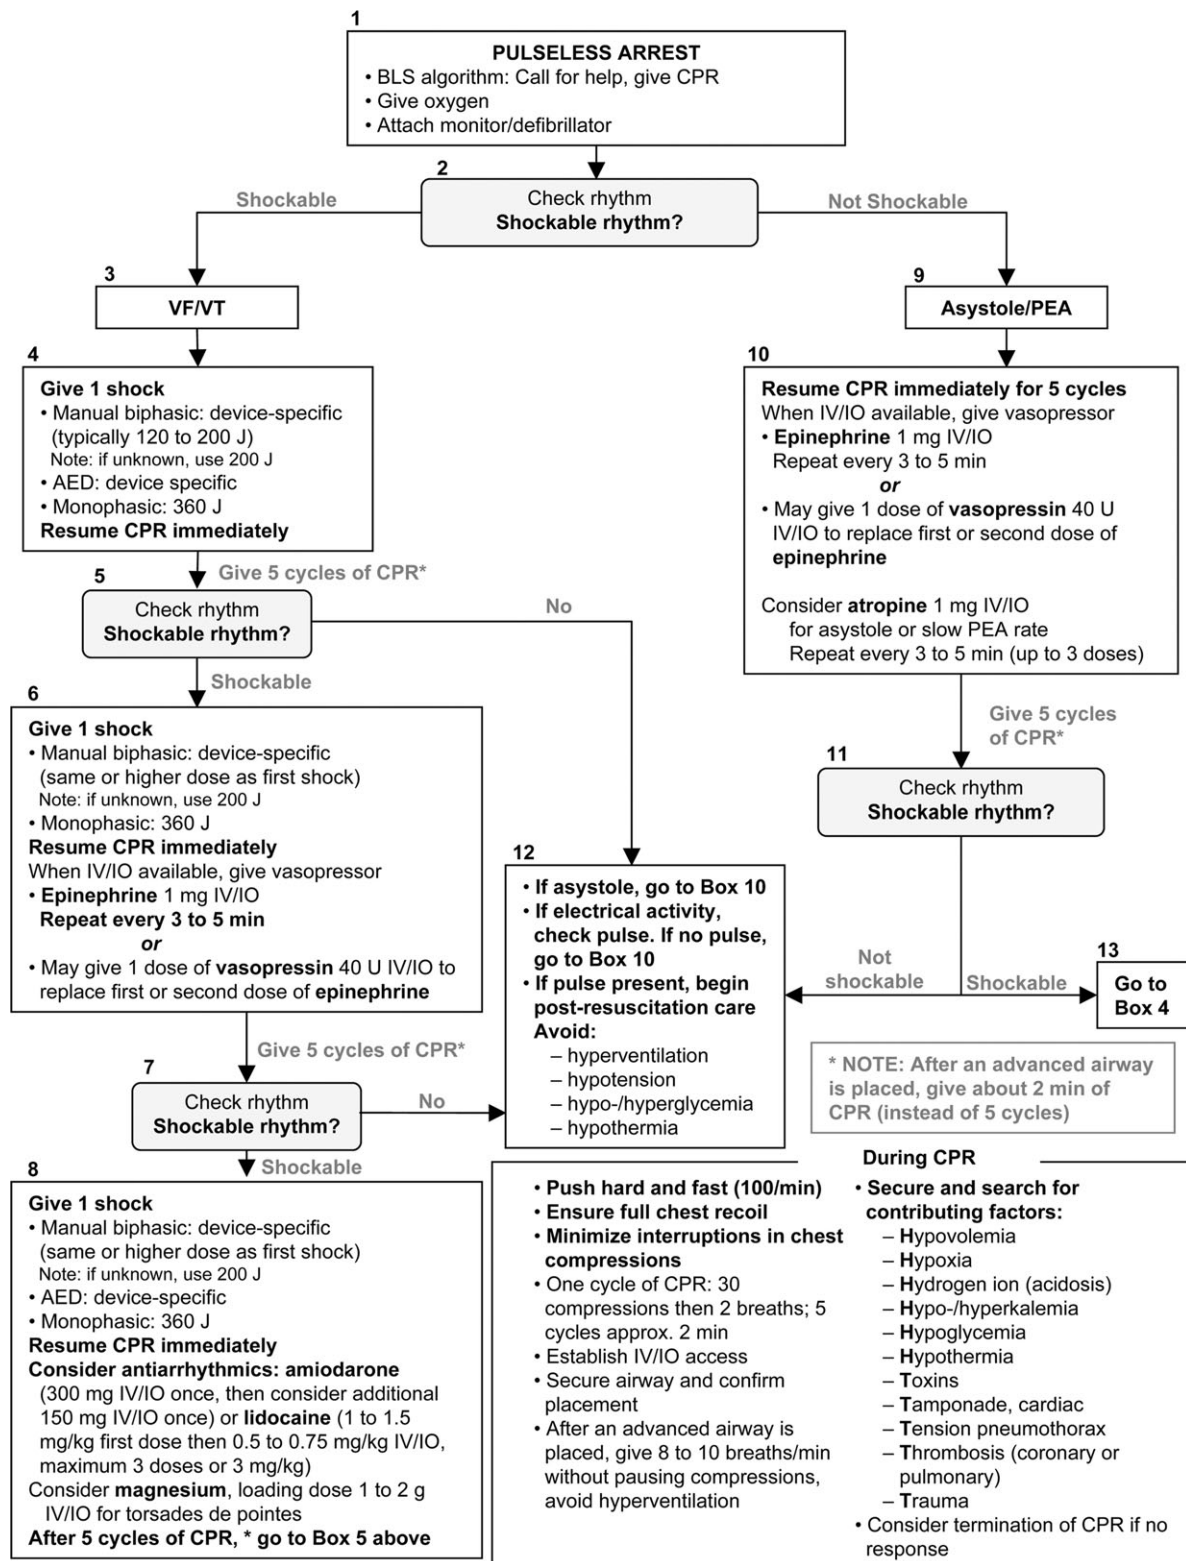 1
PULSELESS ARREST
• BLS algorithm: Call for help, give CPR
• Give oxygen
• Attach monitor/defibrillator
2
Check rhythm
Shockable rhythm?
Shockable
Not Shockable
3
VF/VT
4
Give 1 shock
• Manual biphasic: device-specific
(typically 120 to 200 J)
Note: if unknown, use 200 J
• AED: device specific
• Monophasic: 360 J
Resume CPR immediately
Give 5 cycles of CPR*
5
Check rhythm
Shockable rhythm?
No
Shockable
6
Give 1 shock
• Manual biphasic: device-specific
(same or higher dose as first shock)
Note: if unknown, use 200 J
• Monophasic: 360 J
Resume CPR immediately
When IV/IO available, give vasopressor
• Epinephrine 1 mg IV/IO
Repeat every 3 to 5 min
or
• May give 1 dose of vasopressin 40 U IV/IO to
replace first or second dose of epinephrine
Give 5 cycles of CPR*
7
Check rhythm
Shockable rhythm?
No
Shockable
8
Give 1 shock
• Manual biphasic: device-specific
(same or higher dose as first shock)
Note: if unknown, use 200 J
• AED: device-specific
• Monophasic: 360 J
Resume CPR immediately
Consider antiarrhythmics: amiodarone
(300 mg IV/IO once, then consider additional
150 mg IV/IO once) or lidocaine (1 to 1.5
mg/kg first dose then 0.5 to 0.75 mg/kg IV/IO,
maximum 3 doses or 3 mg/kg)
Consider magnesium, loading dose 1 to 2 g
IV/IO for torsades de pointes
After 5 cycles of CPR, * go to Box 5 above
9
Asystole/PEA
10
Resume CPR immediately for 5 cycles
When IV/IO available, give vasopressor
• Epinephrine 1 mg IV/IO
Repeat every 3 to 5 min
or
• May give 1 dose of vasopressin 40 U
IV/IO to replace first or second dose of
epinephrine
Consider atropine 1 mg IV/IO
for asystole or slow PEA rate
Repeat every 3 to 5 min (up to 3 doses)
Give 5 cycles
of CPR*
11
Check rhythm
Shockable rhythm?
Not
shockable
Shockable
12
• If asystole, go to Box 10
• If electrical activity,
check pulse. If no pulse,
go to Box 10
• If pulse present, begin
post-resuscitation care
Avoid:
– hyperventilation
– hypotension
– hypo-/hyperglycemia
– hypothermia
13
Go to
Box 4
* NOTE: After an advanced airway
is placed, give about 2 min of
CPR (instead of 5 cycles)
During CPR
• Push hard and fast (100/min)
• Ensure full chest recoil
• Minimize interruptions in chest
compressions
• One cycle of CPR: 30
compressions then 2 breaths; 5
cycles approx. 2 min
• Establish IV/IO access
• Secure airway and confirm
placement
• After an advanced airway is
placed, give 8 to 10 breaths/min
without pausing compressions,
avoid hyperventilation
• Secure and search for
contributing factors:
– Hypovolemia
– Hypoxia
– Hydrogen ion (acidosis)
– Hypo-/hyperkalemia
– Hypoglycemia
– Hypothermia
– Toxins
– Tamponade, cardiac
– Tension pneumothorax
– Thrombosis (coronary or
pulmonary)
– Trauma
• Consider termination of CPR if no
response